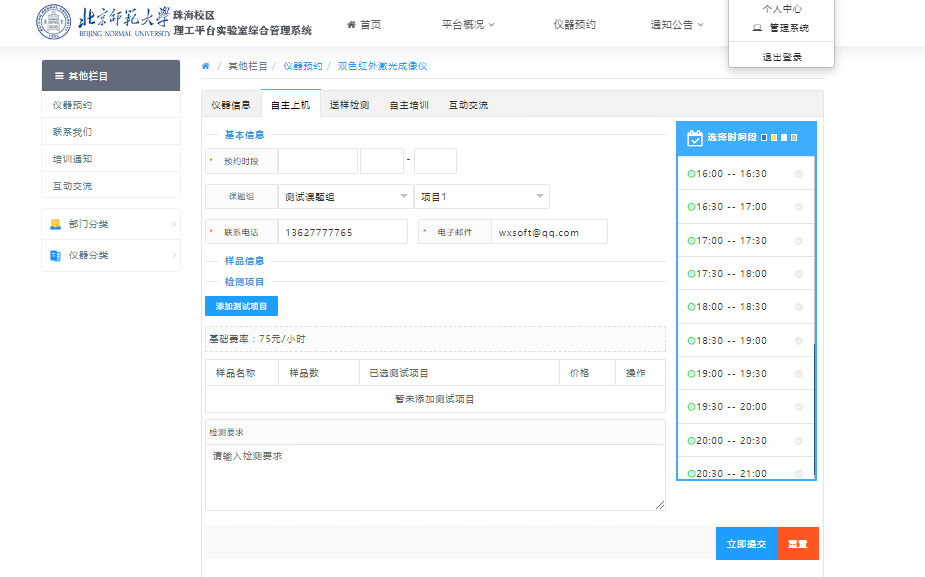 北京师范大学
BEIJING NORMAL UNIVERSITY
珠海校区
理工平台实验室综合管理系统
首页
平台概况
仪器预约
通知公告
个人中心
管理系统
退出登录
其他栏目
仪器预约
联系我们
培训通知
互动交流
部门分类
仪器分类
/ 其他栏目 / 仪器预约 / 双色红外激光成像仪
仪器信息 自主上机 送样检测 自主培训 互动交流
基本信息
* 预约时段 -
课题组 测试课题组 项目1
* 联系电话 13627777765 * 电子邮件 wxsoft@qq.com
样品信息
检测项目
添加测试项目
基础费率：75元/小时
样品名称 样品数 已选测试项目 价格 操作
暂未添加测试项目
检测要求
请输入检测要求
选择时间段
16:00 -- 16:30
16:30 -- 17:00
17:00 -- 17:30
17:30 -- 18:00
18:00 -- 18:30
18:30 -- 19:00
19:00 -- 19:30
19:30 -- 20:00
20:00 -- 20:30
20:30 -- 21:00
立即提交 重置